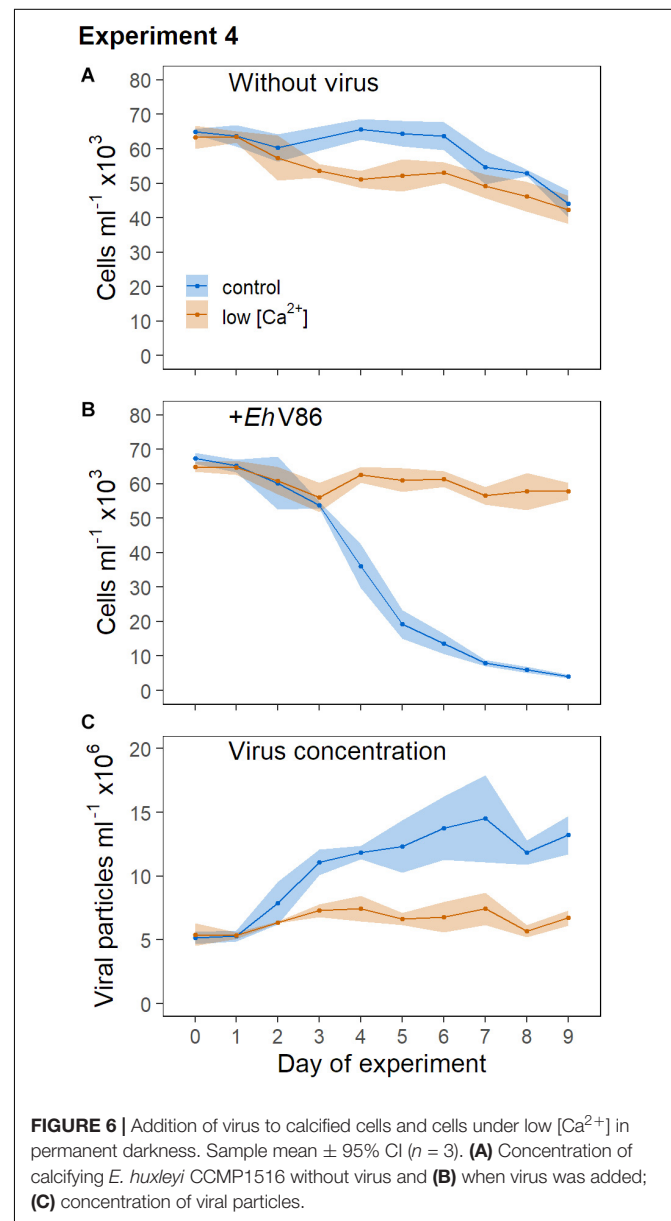 Experiment 4
A
Without virus
80
70
60
50
40
30
20
10
0
Cells ml⁻¹ x10³
control
low [Ca²⁺]
B
+EhV86
80
70
60
50
40
30
20
10
0
Cells ml⁻¹ x10³
C
Virus concentration
20
15
10
5
0
Viral particles ml⁻¹ x10⁶
0 1 2 3 4 5 6 7 8 9
Day of experiment
FIGURE 6 | Addition of virus to calcified cells and cells under low [Ca²⁺] in
permanent darkness. Sample mean ± 95% CI (n = 3). (A) Concentration of
calcifying E. huxleyi CCMP1516 without virus and (B) when virus was added;
(C) concentration of viral particles.